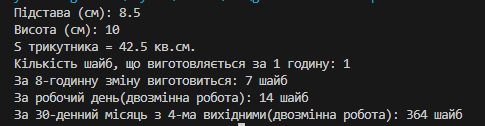 Підстава (см): 8.5
Висота (см): 10
S трикутника = 42.5 кв.см.
Кількість шайб, що виготовляється за 1 годину: 1
За 8-годинну зміну виготовиться: 7 шайб
За робочий день(двозмінна робота): 14 шайб
За 30-денний місяць з 4-ма вихідними(двозмінна робота): 364 шайб